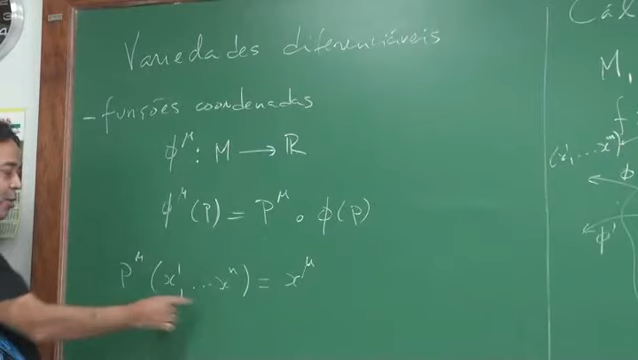 Variedades diferenciáveis
- funções coordenadas
ϕ^μ : M → ℝ
ϕ^μ(p) = P^μ ∘ ϕ(p)
P^μ(x^1, ... x^n) = x^μ
Cál
M,
f
(x^1, ... x^n)
ϕ
ϕ'